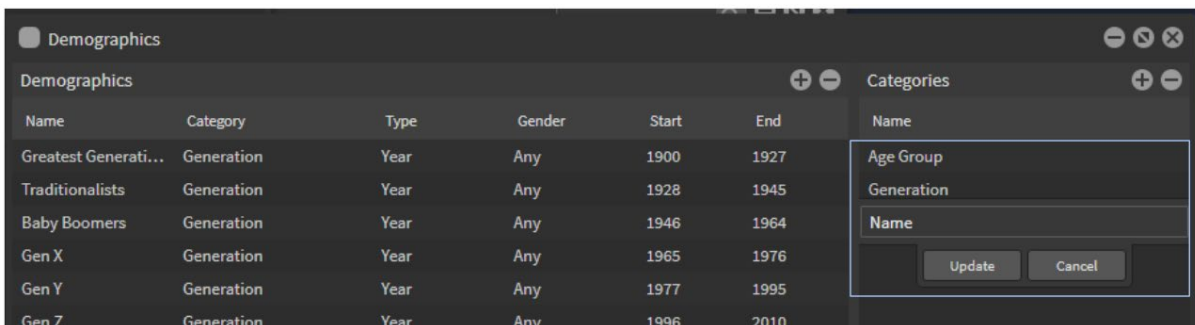 Demographics
Demographics
Categories
Name Category Type Gender Start End
Name
Greatest Generati... Generation Year Any 1900 1927
Age Group
Traditionalists Generation Year Any 1928 1945
Generation
Baby Boomers Generation Year Any 1946 1964
Name
Gen X Generation Year Any 1965 1976
Update Cancel
Gen Y Generation Year Any 1977 1995
Gen Z Generation Year Any 1996 2010